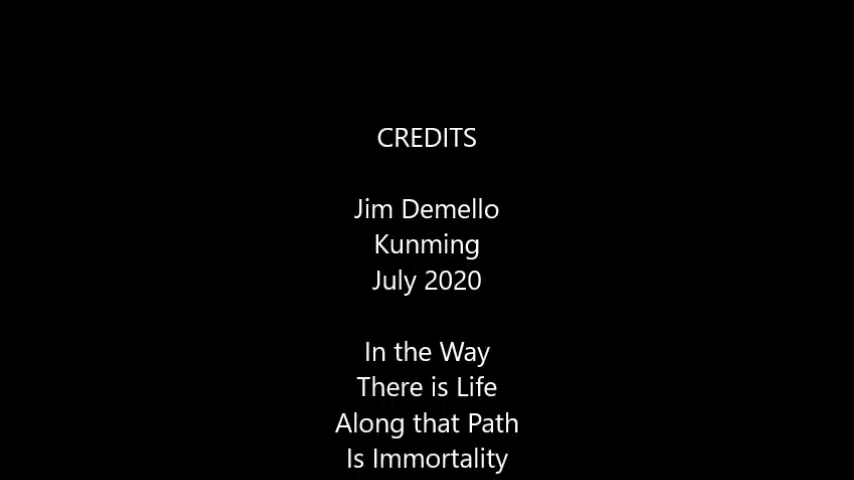 CREDITS
Jim Demello
Kunming
July 2020
In the Way
There is Life
Along that Path
Is Immortality